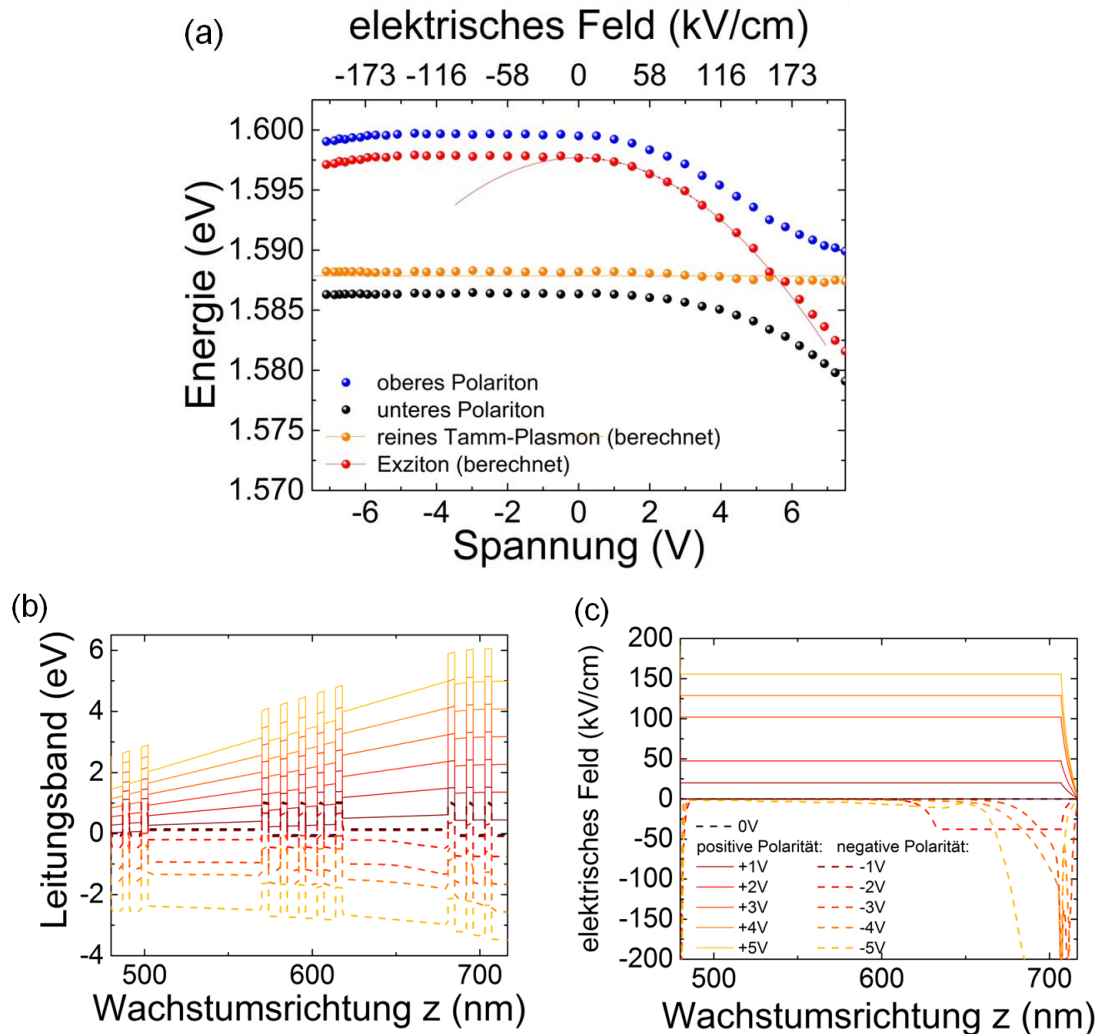 (a)
elektrisches Feld (kV/cm)
-173 -116 -58 0 58 116 173
Energie (eV)
1.600
1.595
1.590
1.585
1.580
1.575
1.570
oberes Polariton
unteres Polariton
reines Tamm-Plasmon (berechnet)
Exziton (berechnet)
-6 -4 -2 0 2 4 6
Spannung (V)
(b)
Leitungsband (eV)
6
4
2
0
-2
-4
500 600 700
Wachstumsrichtung z (nm)
(c)
elektrisches Feld (kV/cm)
200
150
100
50
0
-50
-100
-150
-200
0V
positive Polarität: negative Polarität:
+1V -1V
+2V -2V
+3V -3V
+4V -4V
+5V -5V
500 600 700
Wachstumsrichtung z (nm)